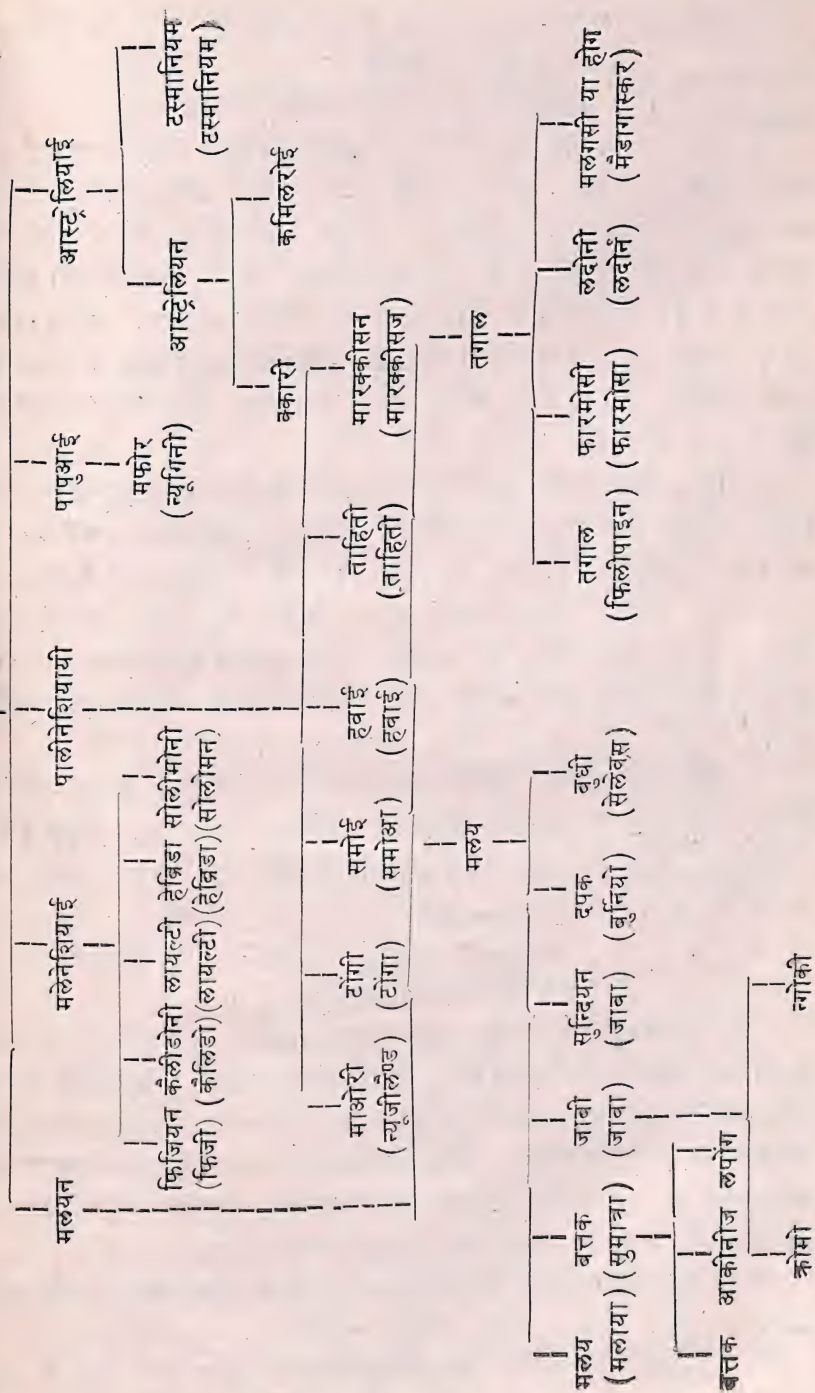 मलयन मलेनेशियाई पालीनेशियायी पापुआई आस्ट्रेलियाई
मफोर
(न्यूगिनी)
आस्ट्रेलियन टस्मानियम
(टस्मानियम)
फिजियन कैलीडोनी लायल्टी हेब्रिडा सोलीमोनी
(फिजी) (कैलिडो) (लायल्टी) (हेब्रिडा) (सोलोमन)
क्कारी कमिलरोई
माओरी टोंगी समोई हवाई ताहिती मारक्कीसन
(न्यूजीलैण्ड) (टोंगा) (समोआ) (हवाई) (ताहिती) (मारक्कीसज)
मलय तगाल
मलय बत्तक जाबी सुन्दियन दपक बुघी
(मलाया) (सुमात्रा) (जावा) (जावा) (बुनियो) (सेलेबस)
तगाल फारमोसी लदोनी मलगसी या होग
(फिलीपाइन) (फारमोसा) (लदोनॅ) (मैडागास्कर)
बत्तक आकीनीज लपोंग
क्रोमो न्गोकी